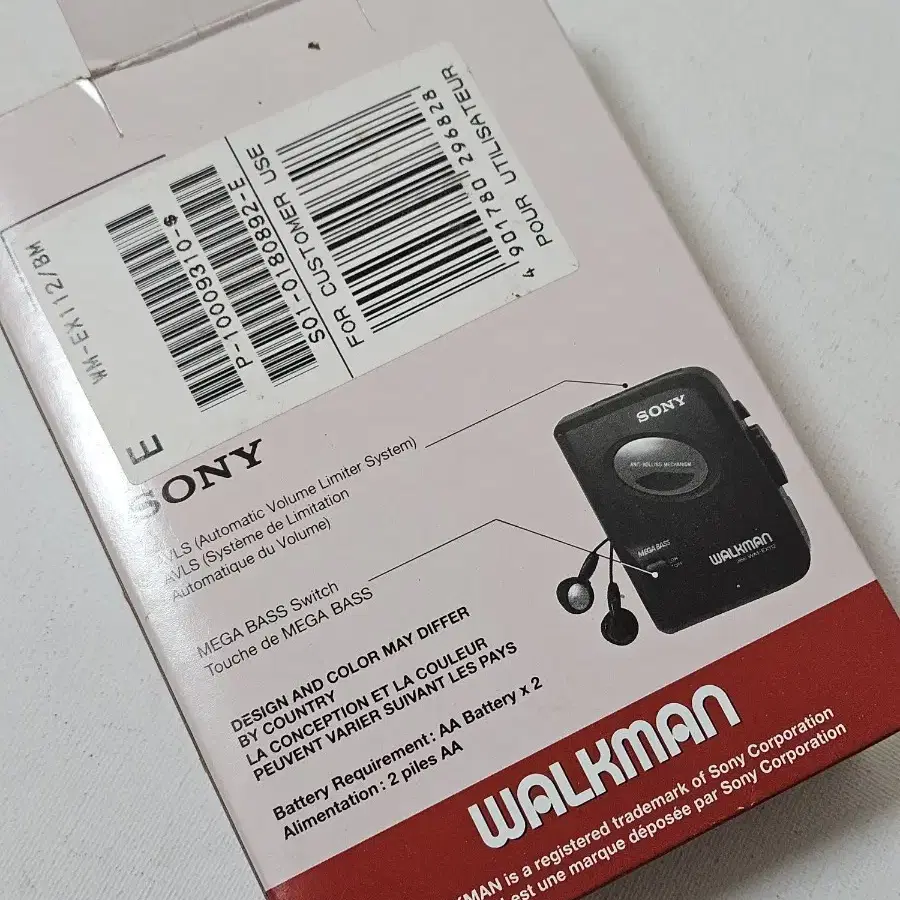 WM-EX112/BM
P-10009310-$
S01-0180892-E
FOR CUSTOMER USE
4 901780 296828
POUR UTILISATEUR
E
SONY
AVLS (Automatic Volume Limiter System)
AVLS (Système de Limitation
Automatique du Volume)
MEGA BASS Switch
Touche de MEGA BASS
SONY
ANTI-ROLLING MECHANISM
MEGA BASS
WALKMAN
DESIGN AND COLOR MAY DIFFER
BY COUNTRY
LA CONCEPTION ET LA COULEUR
PEUVENT VARIER SUIVANT LES PAYS
Battery Requirement: AA Battery x 2
Alimentation: 2 piles AA
WALKMAN
KMAN is a registered trademark of Sony Corporation
est une marque déposée par Sony Corporation